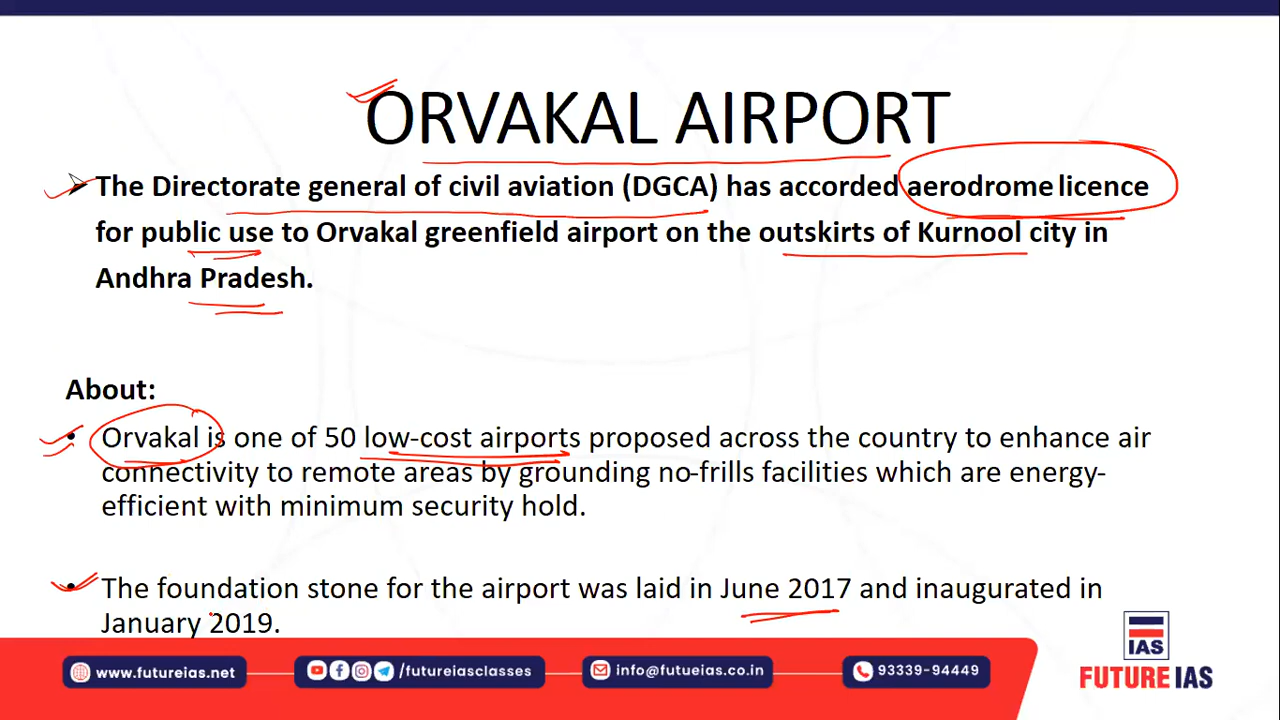 ORVAKAL AIRPORT
The Directorate general of civil aviation (DGCA) has accorded aerodrome licence
for public use to Orvakal greenfield airport on the outskirts of Kurnool city in
Andhra Pradesh.
About:
• Orvakal is one of 50 low-cost airports proposed across the country to enhance air
connectivity to remote areas by grounding no-frills facilities which are energy-
efficient with minimum security hold.
• The foundation stone for the airport was laid in June 2017 and inaugurated in
January 2019.
www.futureias.net
/futureiasclasses
info@futueias.co.in
93339-94449
IAS
FUTURE IAS